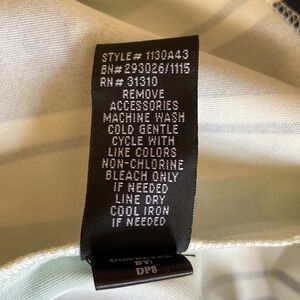 STYLE# 1130A43
BN# 293026/1115
RN# 31310
REMOVE
ACCESSORIES
MACHINE WASH
COLD GENTLE
CYCLE WITH
LIKE COLORS
NON-CHLORINE
BLEACH ONLY
IF NEEDED
LINE DRY
COOL IRON
IF NEEDED
BY:
DP8